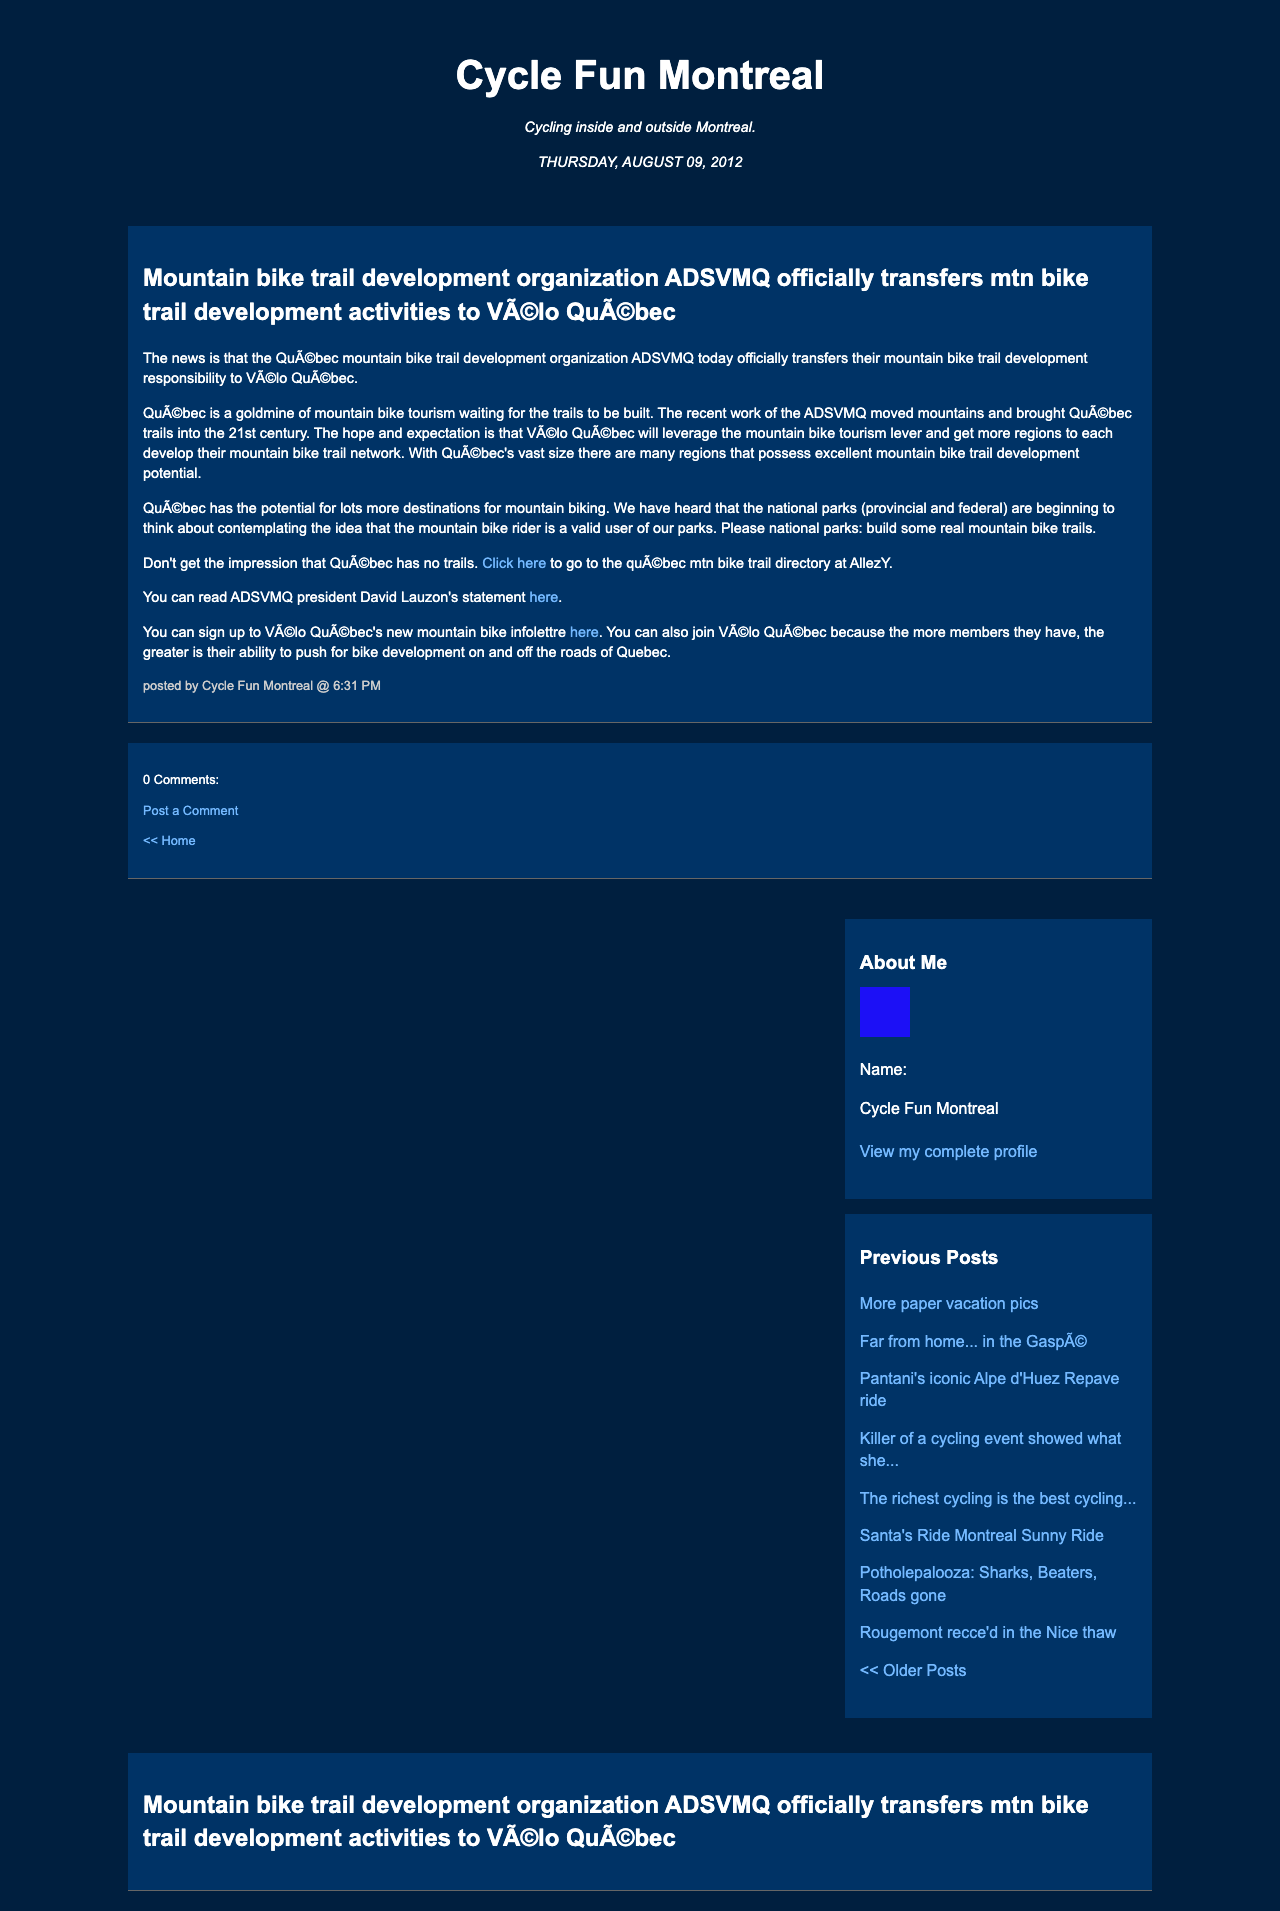 Cycle Fun Montreal
Cycling inside and outside Montreal.
THURSDAY, AUGUST 09, 2012
Mountain bike trail development organization ADSVMQ officially transfers mtn bike
trail development activities to VÃ©lo QuÃ©bec
The news is that the QuÃ©bec mountain bike trail development organization ADSVMQ today officially transfers their mountain bike trail development
responsibility to VÃ©lo QuÃ©bec.
QuÃ©bec is a goldmine of mountain bike tourism waiting for the trails to be built. The recent work of the ADSVMQ moved mountains and brought QuÃ©bec
trails into the 21st century. The hope and expectation is that VÃ©lo QuÃ©bec will leverage the mountain bike tourism lever and get more regions to each
develop their mountain bike trail network. With QuÃ©bec's vast size there are many regions that possess excellent mountain bike trail development
potential.
QuÃ©bec has the potential for lots more destinations for mountain biking. We have heard that the national parks (provincial and federal) are beginning to
think about contemplating the idea that the mountain bike rider is a valid user of our parks. Please national parks: build some real mountain bike trails.
Don't get the impression that QuÃ©bec has no trails. Click here to go to the quÃ©bec mtn bike trail directory at AllezY.
You can read ADSVMQ president David Lauzon's statement here.
You can sign up to VÃ©lo QuÃ©bec's new mountain bike infolettre here. You can also join VÃ©lo QuÃ©bec because the more members they have, the
greater is their ability to push for bike development on and off the roads of Quebec.
posted by Cycle Fun Montreal @ 6:31 PM
0 Comments:
Post a Comment
<< Home
About Me
Name:
Cycle Fun Montreal
View my complete profile
Previous Posts
More paper vacation pics
Far from home... in the GaspÃ©
Pantani's iconic Alpe d'Huez Repave
ride
Killer of a cycling event showed what
she...
The richest cycling is the best cycling...
Santa's Ride Montreal Sunny Ride
Potholepalooza: Sharks, Beaters,
Roads gone
Rougemont recce'd in the Nice thaw
<< Older Posts
Mountain bike trail development organization ADSVMQ officially transfers mtn bike
trail development activities to VÃ©lo QuÃ©bec